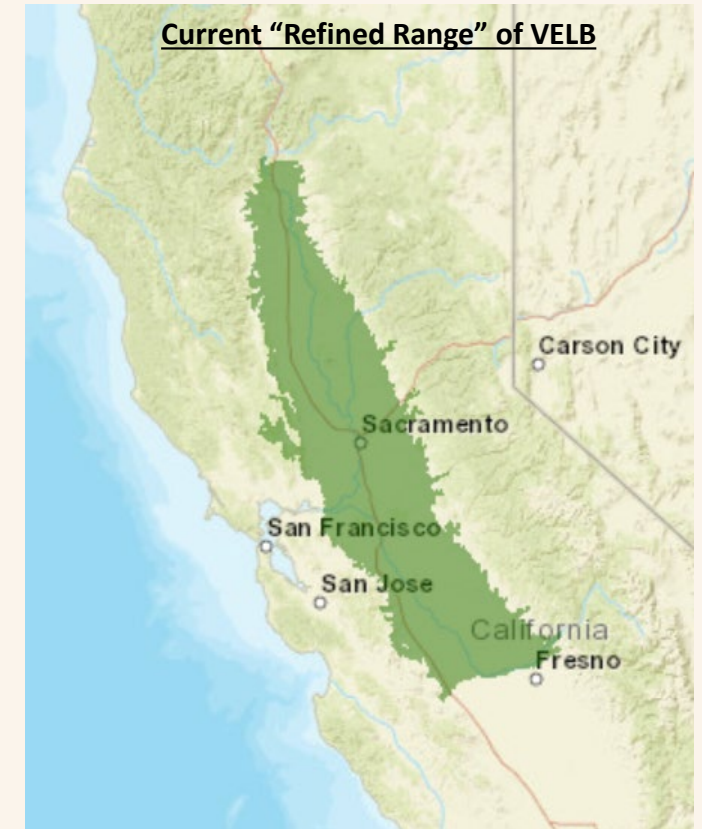 Current “Refined Range” of VELB
Carson City
Sacramento
San Francisco
San Jose
California
Fresno